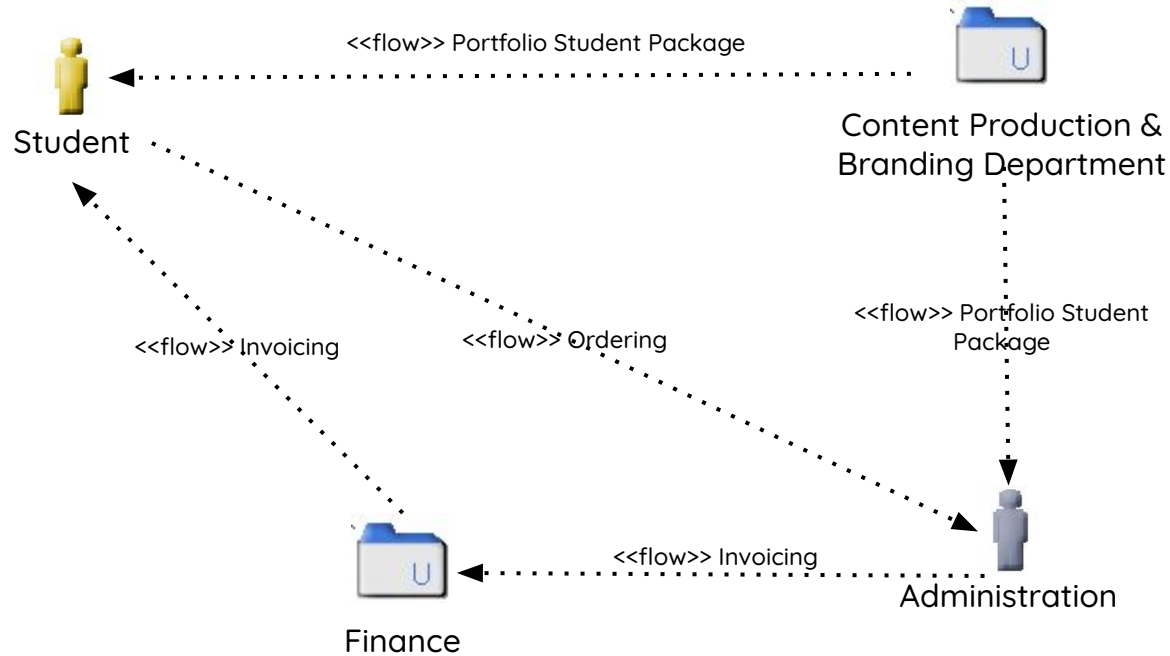 <<flow>> Portfolio Student Package
U
Student
Content Production &
Branding Department
<<flow>> Portfolio Student
Package
<<flow>> Invoicing
<<flow>> Ordering
<<flow>> Invoicing
U
Administration
Finance